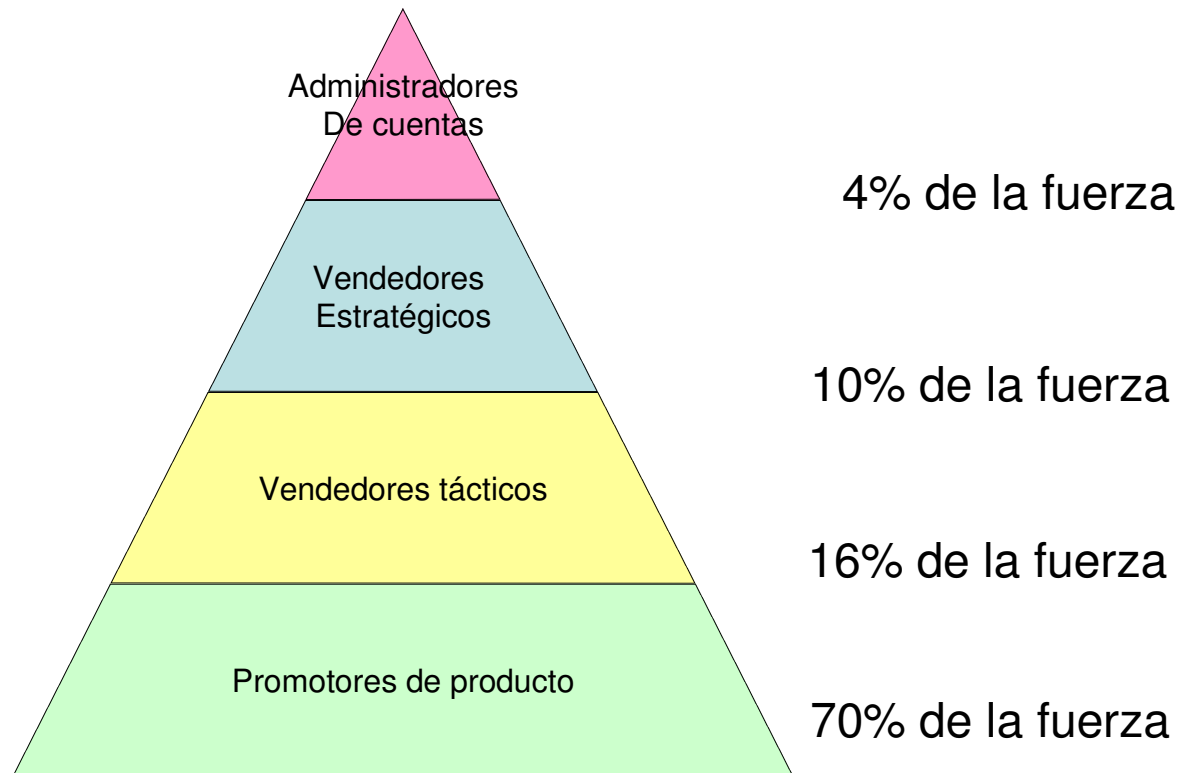 Administradores
De cuentas
4% de la fuerza
Vendedores
Estratégicos
10% de la fuerza
Vendedores tácticos
16% de la fuerza
Promotores de producto
70% de la fuerza